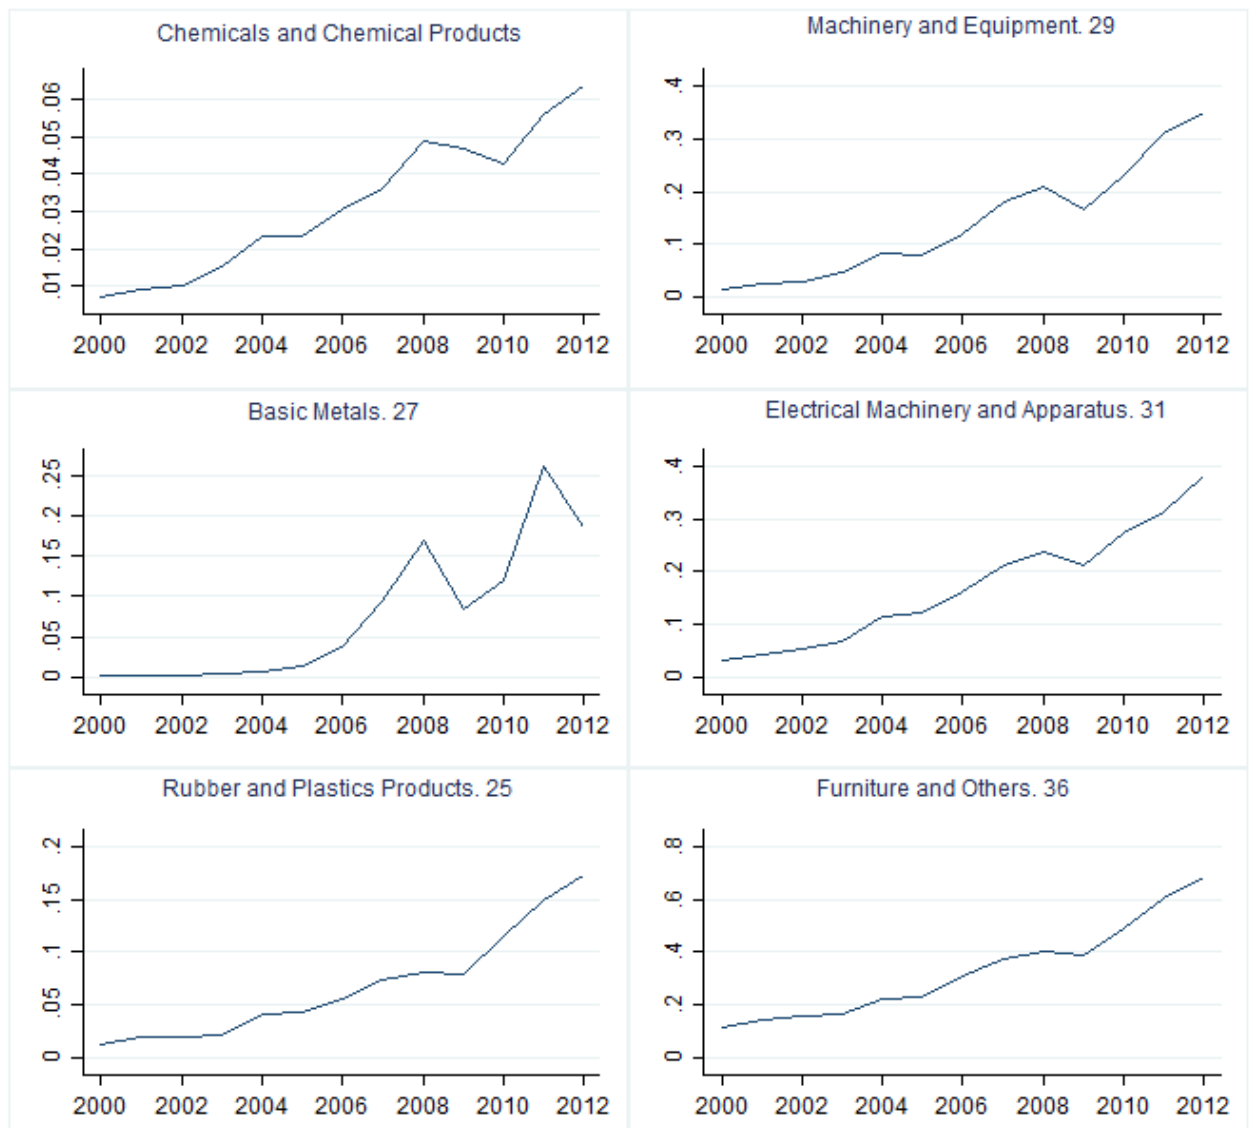 Chemicals and Chemical Products
.06
.05
.04
.03
.02
.01
2000 2002 2004 2006 2008 2010 2012
Machinery and Equipment. 29
.4
.3
.2
.1
0
2000 2002 2004 2006 2008 2010 2012
Basic Metals. 27
.25
.2
.15
.1
.05
0
2000 2002 2004 2006 2008 2010 2012
Electrical Machinery and Apparatus. 31
.4
.3
.2
.1
0
2000 2002 2004 2006 2008 2010 2012
Rubber and Plastics Products. 25
.2
.15
.1
.05
0
2000 2002 2004 2006 2008 2010 2012
Furniture and Others. 36
.8
.6
.4
.2
0
2000 2002 2004 2006 2008 2010 2012